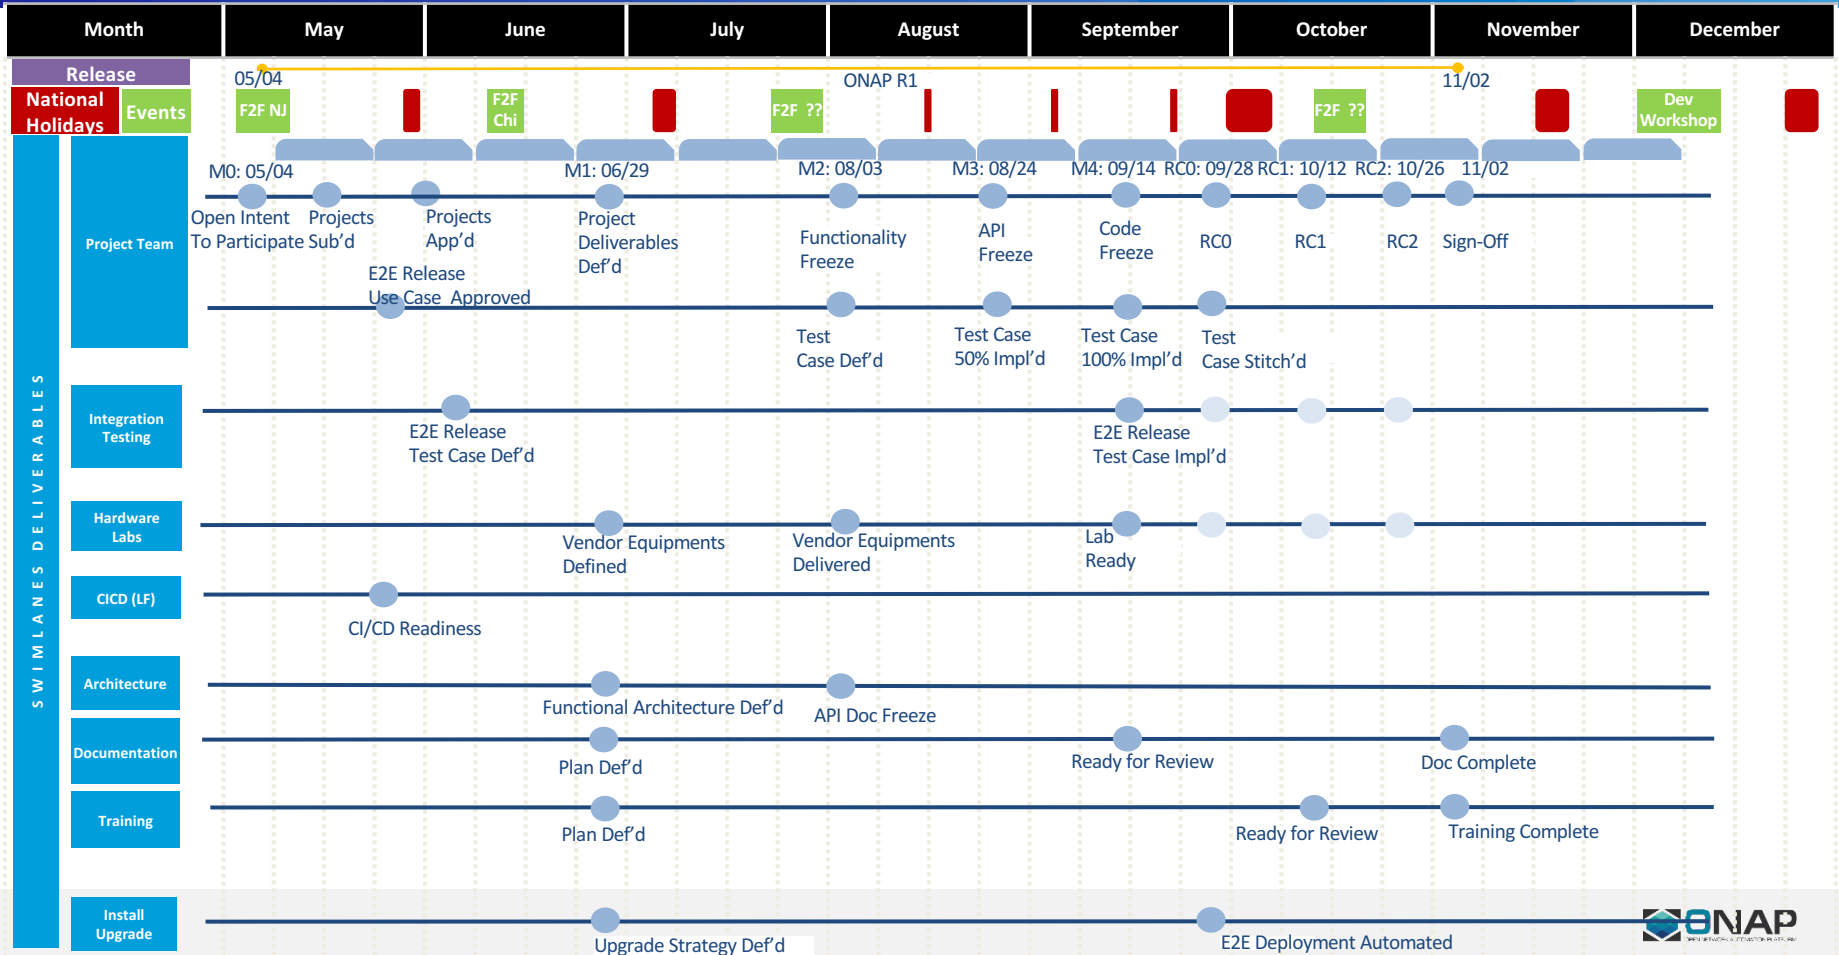 Month
May
June
July
August
September
October
November
December
Release
05/04
ONAP R1
11/02
National
Holidays
Events
F2F NJ
F2F
Chi
F2F ??
F2F ??
Dev
Workshop
SWIMLANES DELIVERABLES
Project Team
M0: 05/04
M1: 06/29
M2: 08/03
M3: 08/24
M4: 09/14
RC0: 09/28
RC1: 10/12
RC2: 10/26
11/02
Open Intent
To Participate
Projects
Sub’d
Projects
App’d
Project
Deliverables
Def’d
Functionality
Freeze
API
Freeze
Code
Freeze
RC0
RC1
RC2
Sign-Off
E2E Release
Use Case Approved
Test
Case Def’d
Test Case
50% Impl’d
Test Case
100% Impl’d
Test
Case Stitch’d
Integration
Testing
E2E Release
Test Case Def’d
E2E Release
Test Case Impl’d
Hardware
Labs
Vendor Equipments
Defined
Vendor Equipments
Delivered
Lab
Ready
CICD (LF)
CI/CD Readiness
Architecture
Functional Architecture Def’d
API Doc Freeze
Documentation
Plan Def’d
Ready for Review
Doc Complete
Training
Plan Def’d
Ready for Review
Training Complete
Install
Upgrade
Upgrade Strategy Def’d
E2E Deployment Automated
ONAP
OPEN NETWORK AUTOMATION PLATFORM